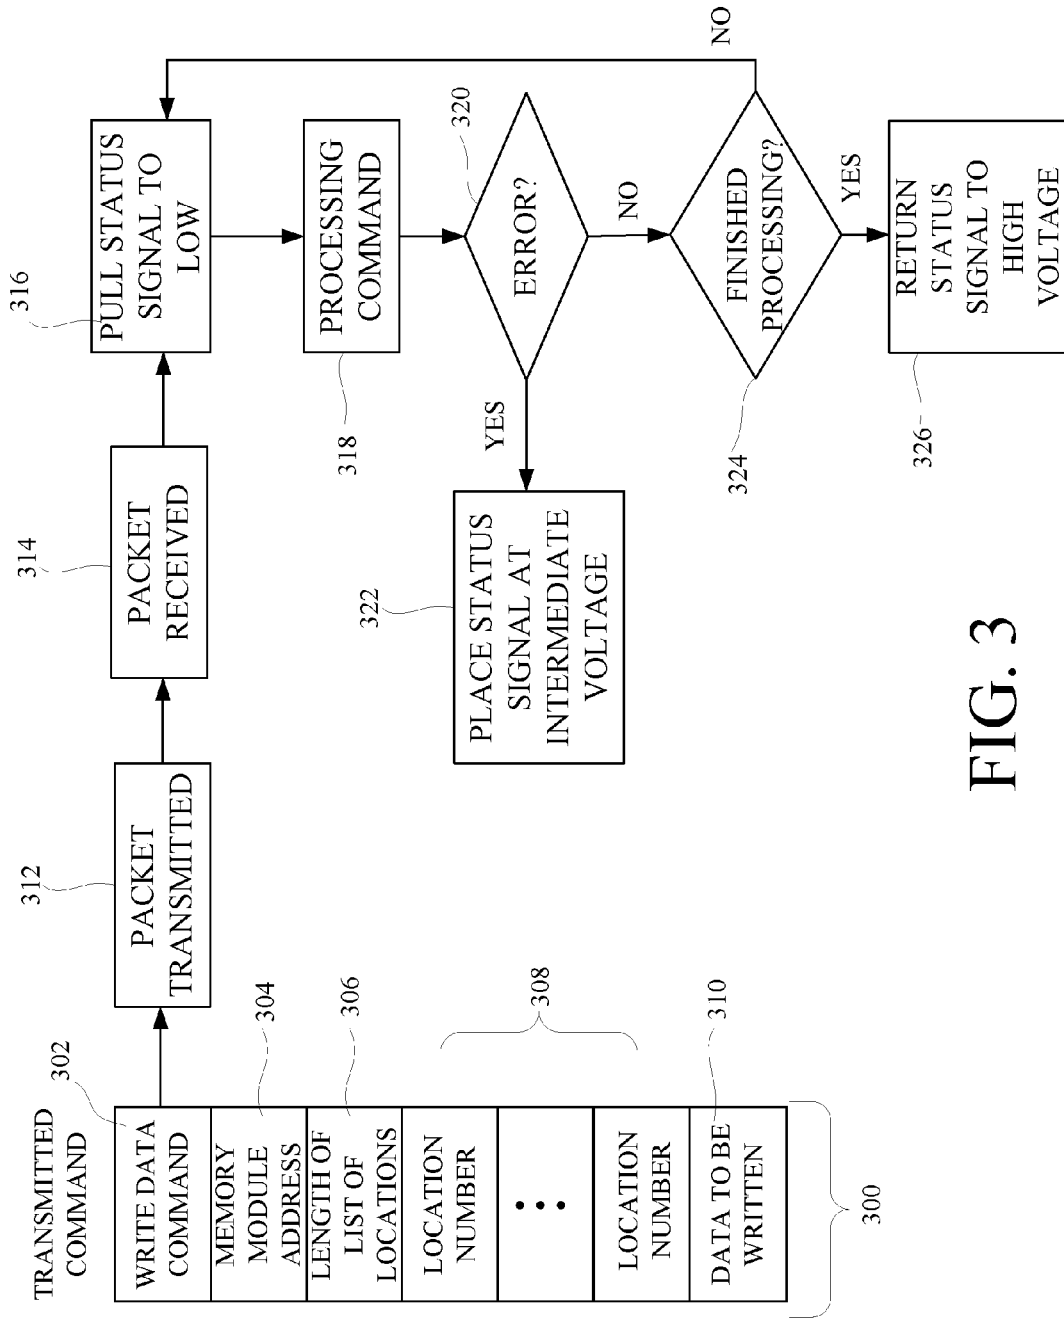 TRANSMITTED
COMMAND
302
WRITE DATA
COMMAND
MEMORY
MODULE
ADDRESS
304
LENGTH OF
LIST OF
LOCATIONS
306
LOCATION
NUMBER
308
LOCATION
NUMBER
DATA TO BE
WRITTEN
310
300
312
PACKET
TRANSMITTED
314
PACKET
RECEIVED
316
PULL STATUS
SIGNAL TO
LOW
PROCESSING
COMMAND
318
ERROR?
320
YES
PLACE STATUS
SIGNAL AT
INTERMEDIATE
VOLTAGE
322
NO
FINISHED
PROCESSING?
324
NO
YES
RETURN
STATUS
SIGNAL TO
HIGH
VOLTAGE
326
FIG. 3